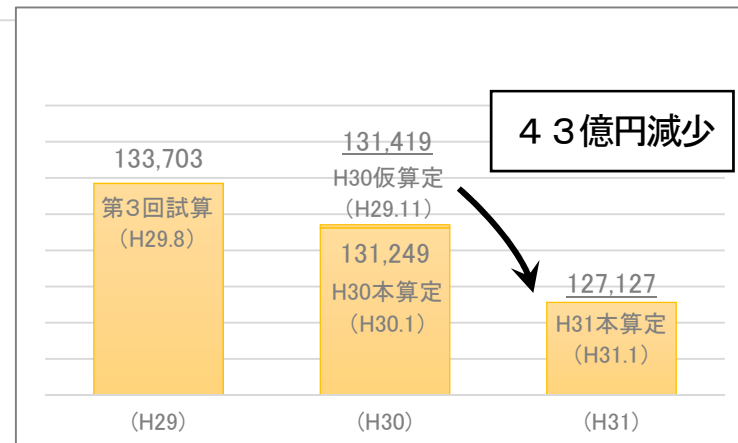 ４３億円減少
133,703
第３回試算
（H29.8）
131,419
H30仮算定
（H29.11）
131,249
H30本算定
（H30.1）
127,127
H31本算定
（H31.1）
（H29）
（H30）
（H31）